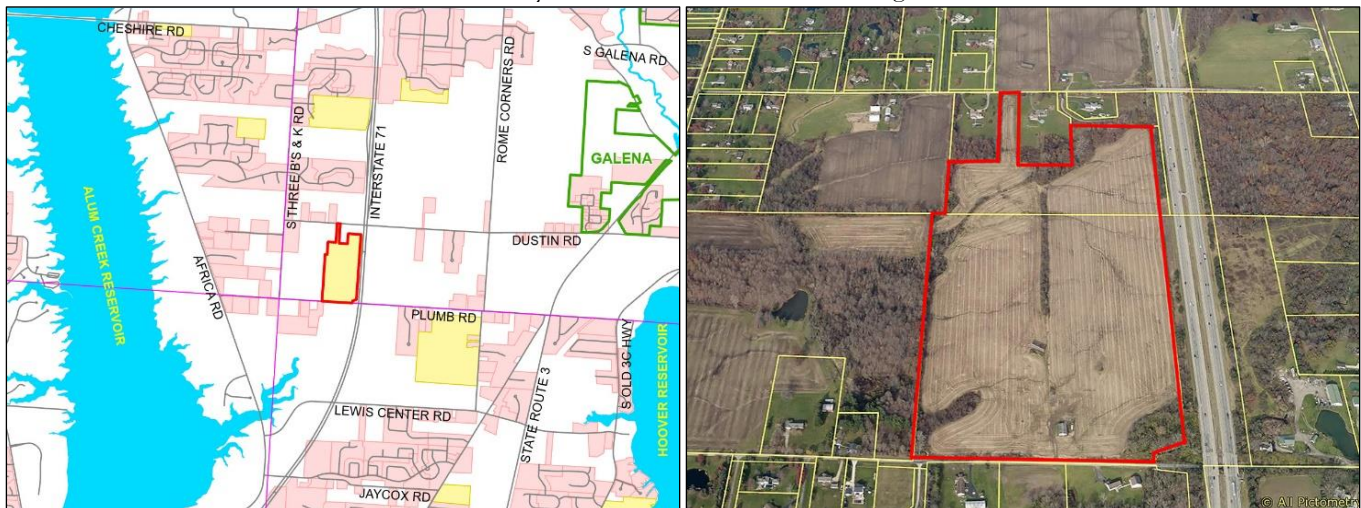 CHESHIRE RD
S GALENA RD
ROME CORNERS RD
S THREE B'S & K RD
INTERSTATE 71
GALENA
ALUM CREEK RESERVOIR
AFRICA RD
DUSTIN RD
PLUMB RD
HOOVER RESERVOIR
S OLD 3C HWY
STATE ROUTE 3
LEWIS CENTER RD
JAYCOX RD
© All Pictometry